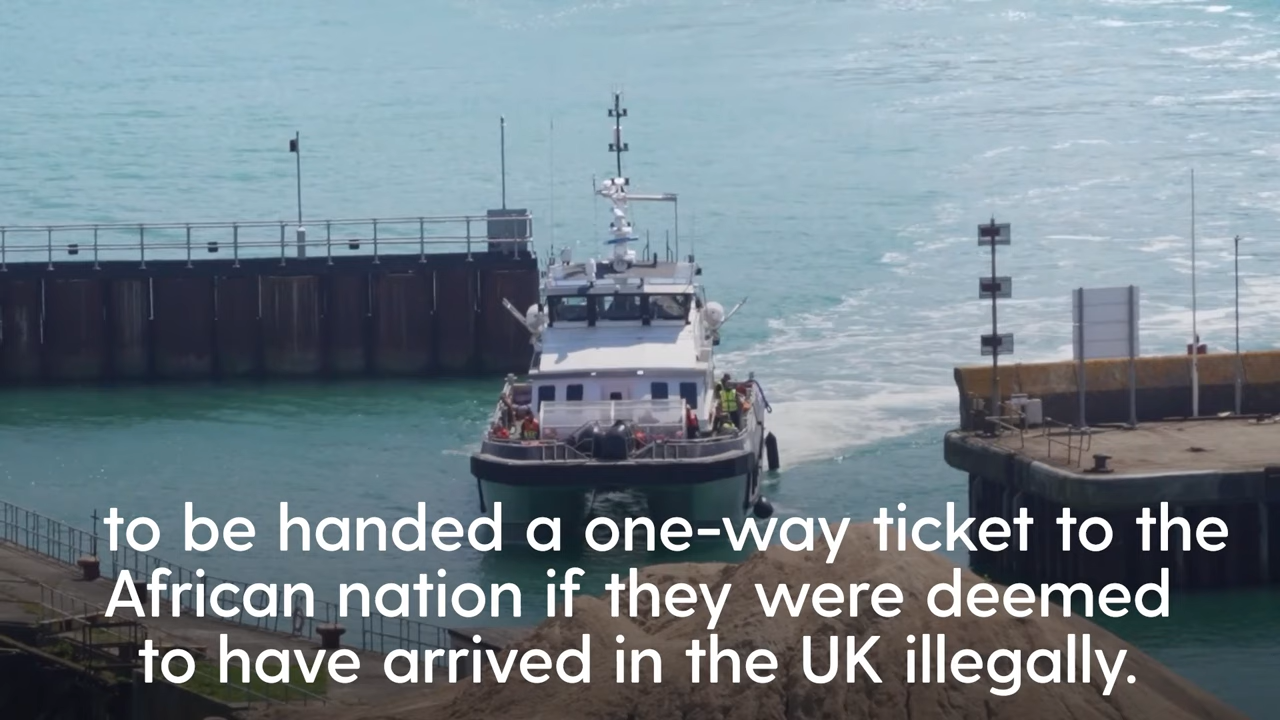 to be handed a one-way ticket to the
African nation if they were deemed
to have arrived in the UK illegally.